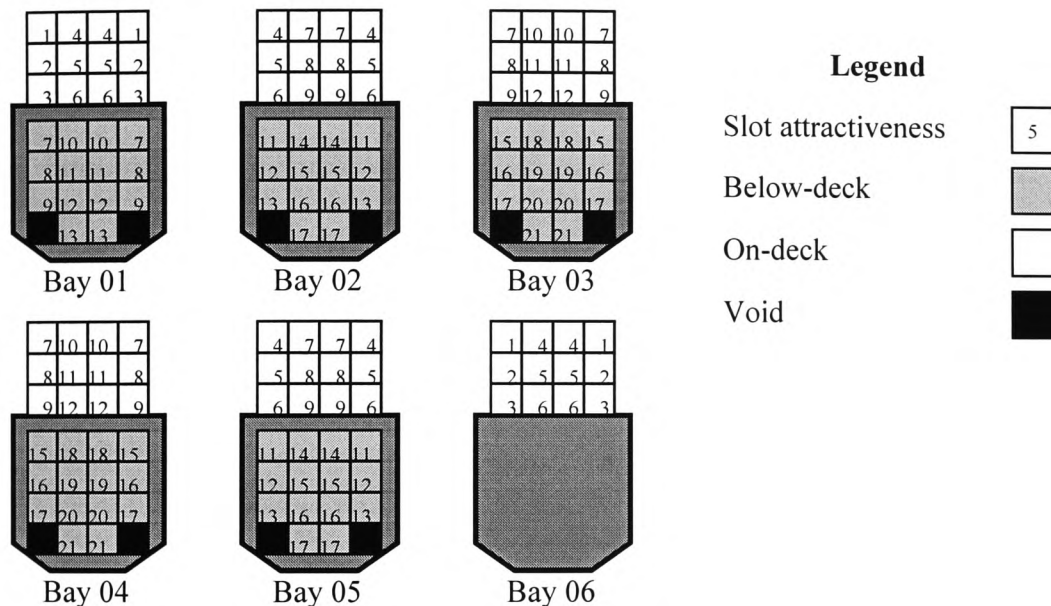 1 4 4 1
2 5 5 2
3 6 6 3
7 10 10 7
8 11 11 8
9 12 12 9
13 13
Bay 01
4 7 7 4
5 8 8 5
6 9 9 6
11 14 14 11
12 15 15 12
13 16 16 13
17 17
Bay 02
7 10 10 7
8 11 11 8
9 12 12 9
15 18 18 15
16 19 19 16
17 20 20 17
21 21
Bay 03
Legend
Slot attractiveness 5
Below-deck
On-deck
Void
7 10 10 7
8 11 11 8
9 12 12 9
15 18 18 15
16 19 19 16
17 20 20 17
21 21
Bay 04
4 7 7 4
5 8 8 5
6 9 9 6
11 14 14 11
12 15 15 12
13 16 16 13
17 17
Bay 05
1 4 4 1
2 5 5 2
3 6 6 3
Bay 06